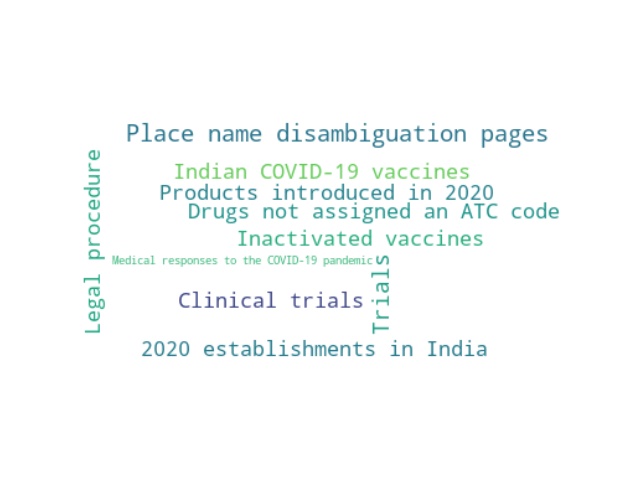 Place name disambiguation pages
Legal procedure
Indian COVID-19 vaccines
Products introduced in 2020
Drugs not assigned an ATC code
Inactivated vaccines
Medical responses to the COVID-19 pandemic
Trials
Clinical trials
2020 establishments in India